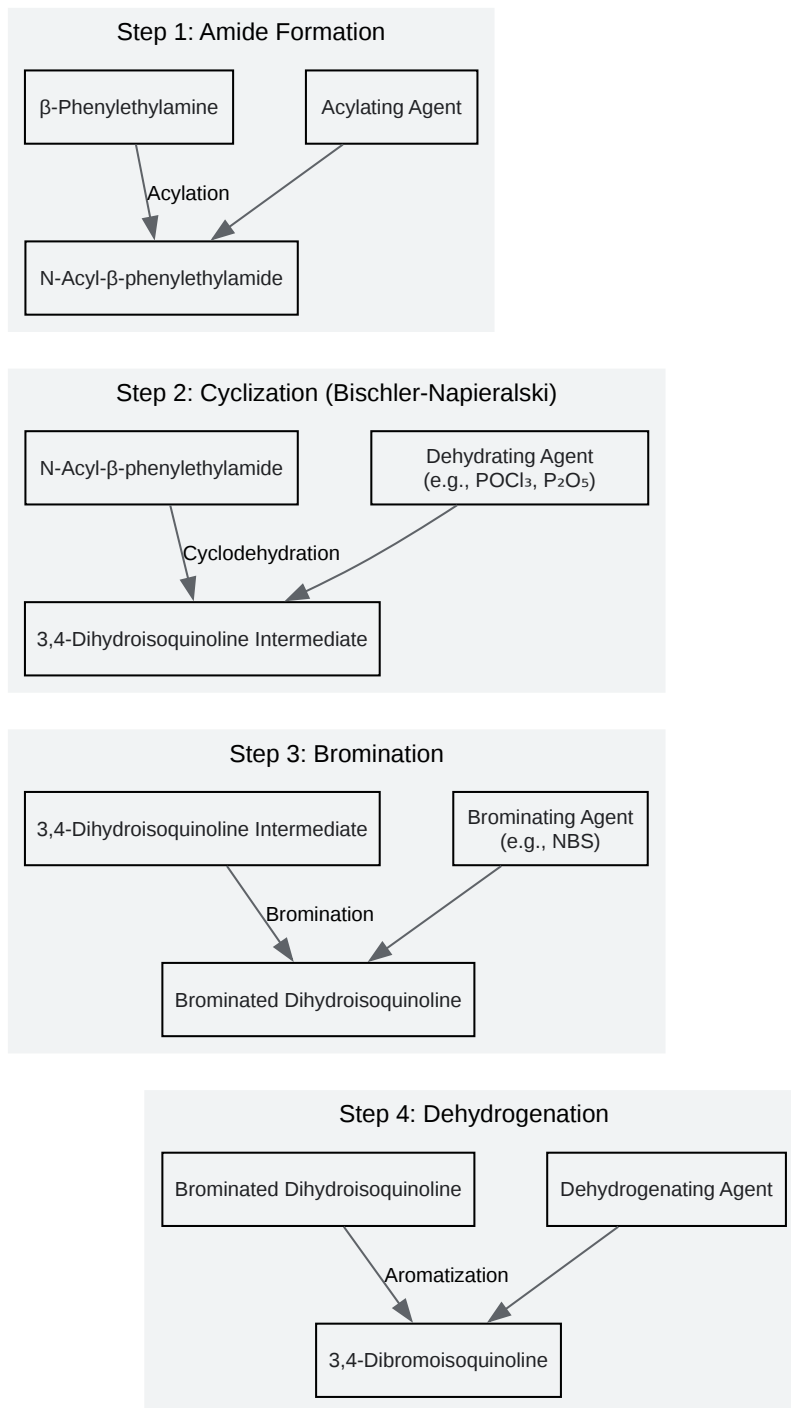 Step 1: Amide Formation
β-Phenylethylamine
Acylating Agent
Acylation
N-Acyl-β-phenylethylamide
Step 2: Cyclization (Bischler-Napieralski)
N-Acyl-β-phenylethylamide
Dehydrating Agent
(e.g., POCl₃, P₂O₅)
Cyclodehydration
3,4-Dihydroisoquinoline Intermediate
Step 3: Bromination
3,4-Dihydroisoquinoline Intermediate
Brominating Agent
(e.g., NBS)
Bromination
Brominated Dihydroisoquinoline
Step 4: Dehydrogenation
Brominated Dihydroisoquinoline
Dehydrogenating Agent
Aromatization
3,4-Dibromoisoquinoline